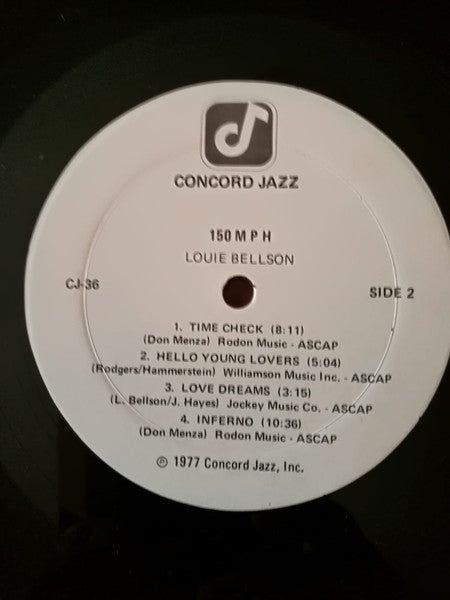 CONCORD JAZZ
150 M P H
LOUIE BELLSON
CJ-36
SIDE 2
1. TIME CHECK (8:11)
(Don Menza) Rodon Music - ASCAP
2. HELLO YOUNG LOVERS (5:04)
(Rodgers/Hammerstein) Williamson Music Inc. - ASCAP
3. LOVE DREAMS (3:15)
(L. Bellson/J. Hayes) Jockey Music Co. - ASCAP
4. INFERNO (10:36)
(Don Menza) Rodon Music - ASCAP
℗ 1977 Concord Jazz, Inc.